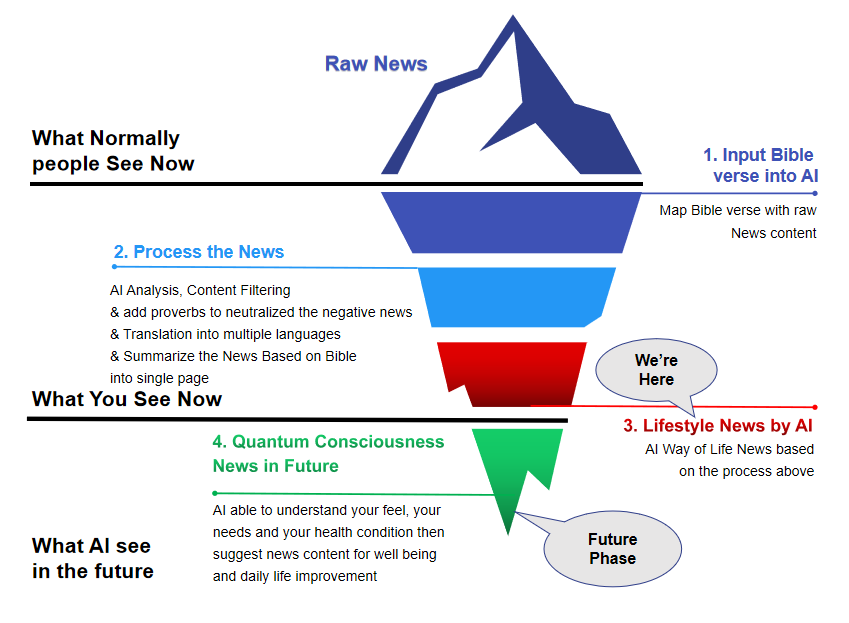 Raw News
What Normally
people See Now
1. Input Bible
verse into AI
Map Bible verse with raw
News content
2. Process the News
AI Analysis, Content Filtering
& add proverbs to neutralized the negative news
& Translation into multiple languages
& Summarize the News Based on Bible
into single page
We're
Here
What You See Now
3. Lifestyle News by AI
AI Way of Life News based
on the process above
4. Quantum Consciousness
News in Future
AI able to understand your feel, your
needs and your health condition then
suggest news content for well being
and daily life improvement
What AI see
in the future
Future
Phase